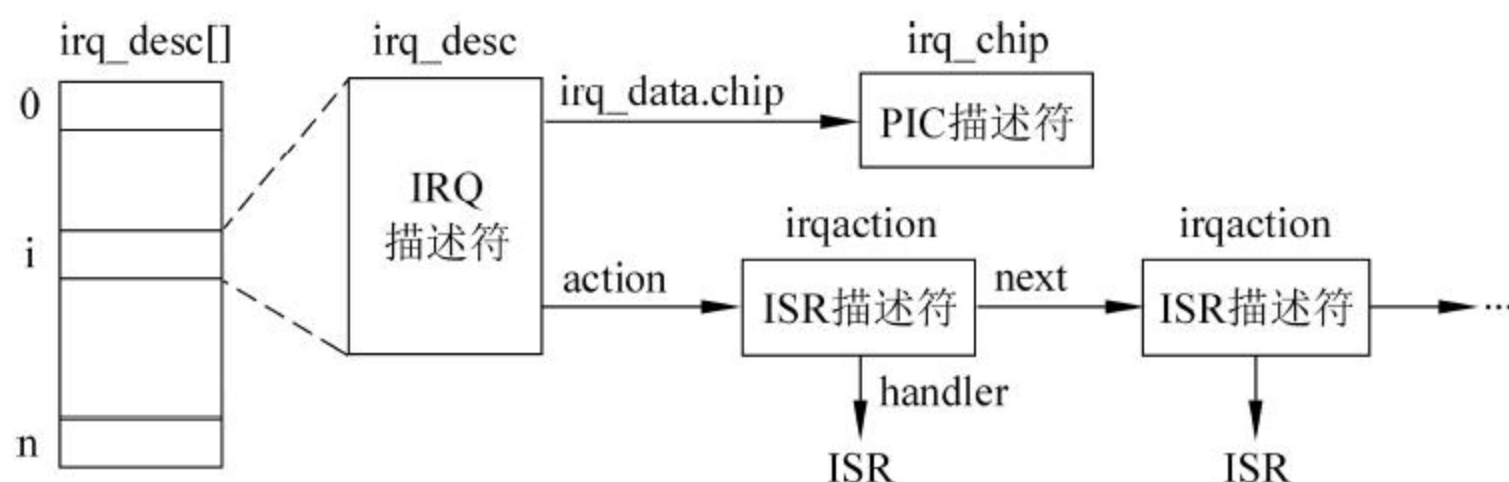 irq_desc[]
irq_desc
irq_chip
0
irq_data.chip
PIC描述符
IRQ
描述符
irqaction
irqaction
i
action
ISR描述符
next
ISR描述符
...
handler
n
ISR
ISR